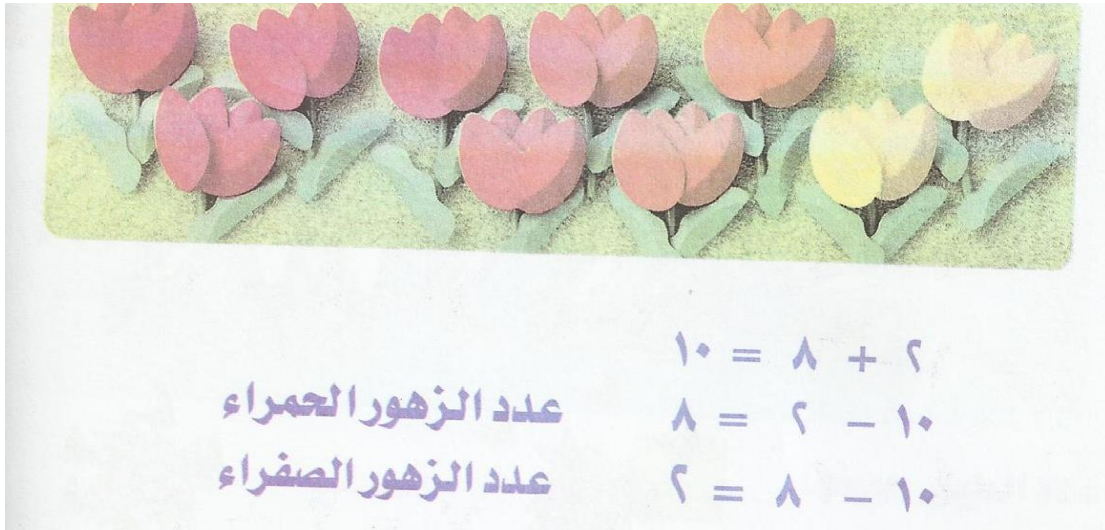 ٢ + ٨ = ١٠
١٠ − ٢ = ٨ عدد الزهور الحمراء
١٠ − ٨ = ٢ عدد الزهور الصفراء